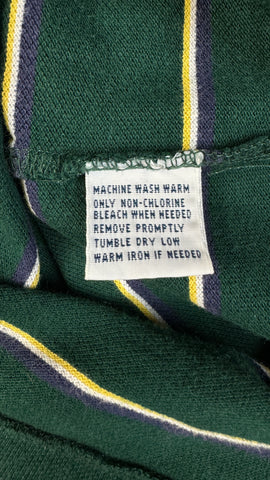 MACHINE WASH WARM
ONLY NON-CHLORINE
BLEACH WHEN NEEDED
REMOVE PROMPTLY
TUMBLE DRY LOW
WARM IRON IF NEEDED